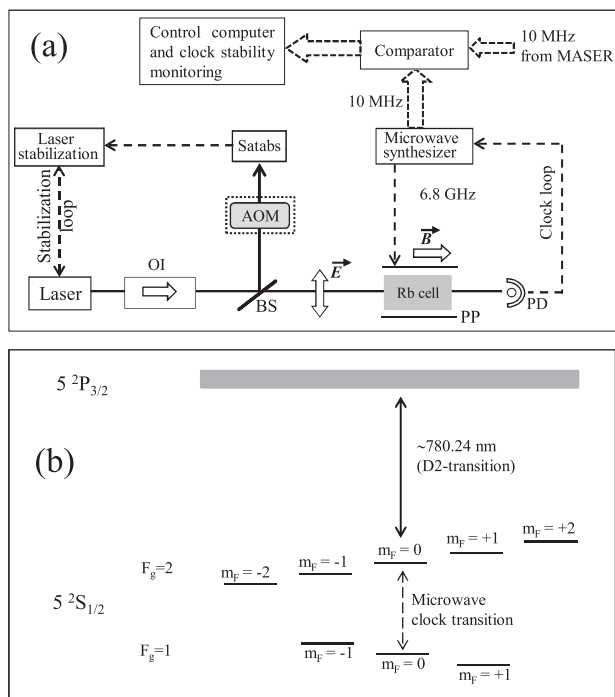 (a)
Control computer
and clock stability
monitoring
Comparator
10 MHz
from MASER
10 MHz
Laser
stabilization
Satabs
Microwave
synthesizer
Stabilization
loop
AOM
6.8 GHz
Clock loop
B
OI
E
Laser
Rb cell
BS
PP
PD
5 ²P3/2
(b)
~780.24 nm
(D2-transition)
Fg=2
mF = -2
mF = -1
mF = 0
mF = +1
mF = +2
5 ²S1/2
Microwave
clock transition
Fg=1
mF = -1
mF = 0
mF = +1